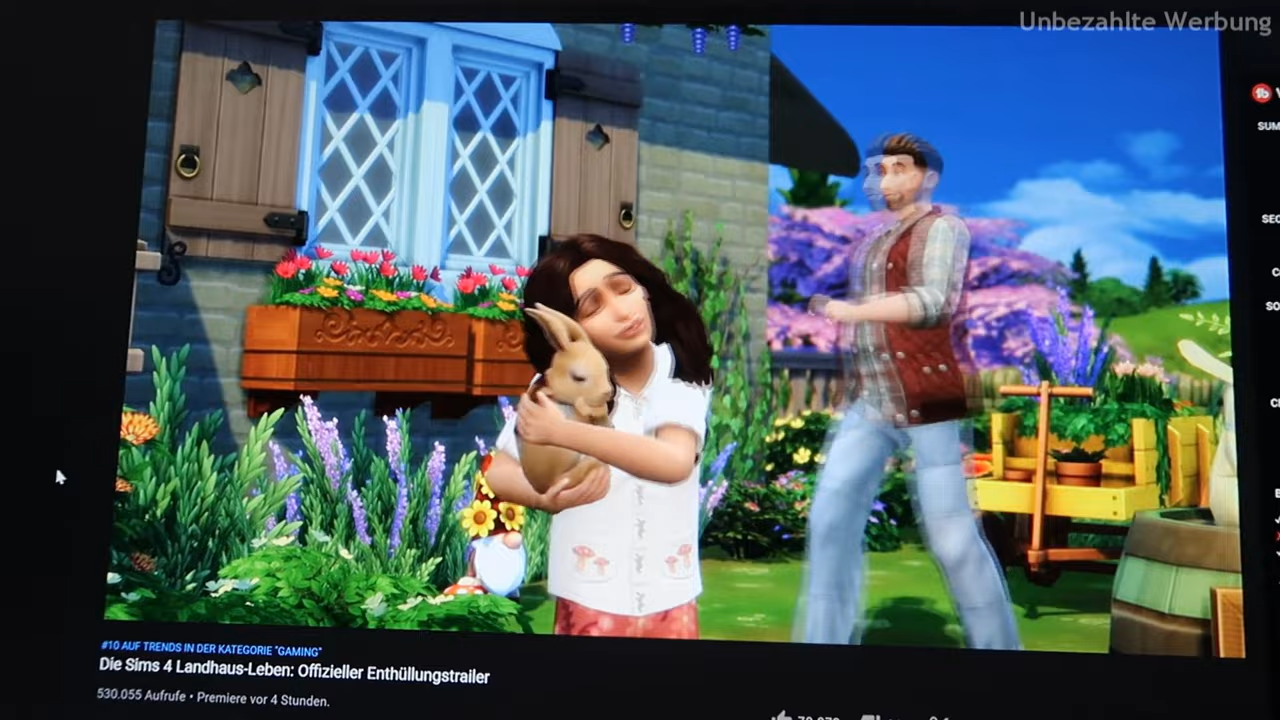 Unbezahlte Werbung
#10 AUF TRENDS IN DER KATEGORIE "GAMING"
Die Sims 4 Landhaus-Leben: Offizieller Enthüllungstrailer
530.055 Aufrufe • Premiere vor 4 Stunden.